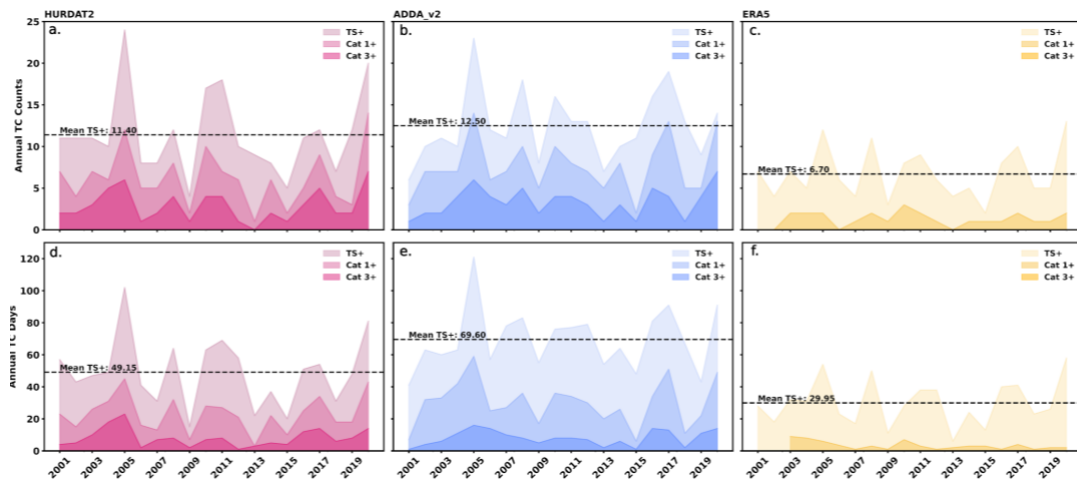 HURDAT2
ADDA_v2
ERA5
25
20
15
10
5
0
Annual TC Counts
a.
TS+
Cat 1+
Cat 3+
Mean TS+: 11.40
b.
TS+
Cat 1+
Cat 3+
Mean TS+: 12.50
c.
TS+
Cat 1+
Cat 3+
6.70
120
100
80
60
40
20
0
Annual TC Days
d.
TS+
Cat 1+
Cat 3+
Mean TS+: 49.15
2001
2003
2005
2007
2009
2011
2013
2015
2017
2019
e.
TS+
Cat 1+
Cat 3+
Mean TS+: 69.60
2001
2003
2005
2007
2009
2011
2013
2015
2017
2019
f.
TS+
Cat 1+
Cat 3+
Mean TS+: 29.95
2001
2003
2005
2007
2009
2011
2013
2015
2017
2019